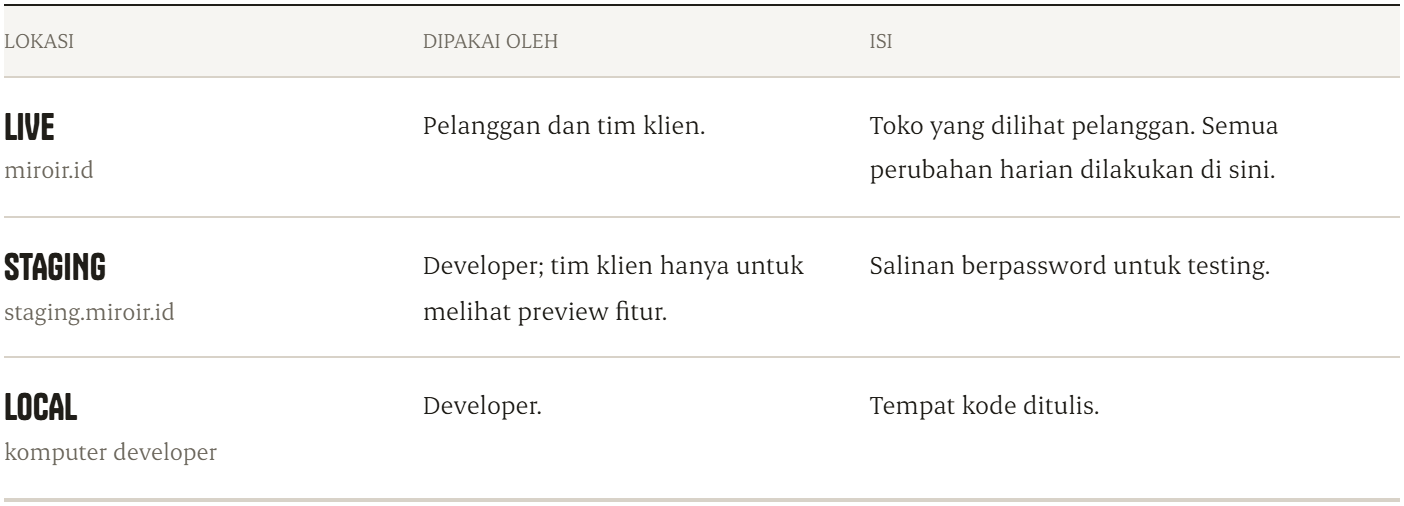 LOKASI DIPAKAI OLEH ISI
LIVE
miroir.id
Pelanggan dan tim klien.
Toko yang dilihat pelanggan. Semua
perubahan harian dilakukan di sini.
STAGING
staging.miroir.id
Developer; tim klien hanya untuk
melihat preview fitur.
Salinan berpassword untuk testing.
LOCAL
komputer developer
Developer.
Tempat kode ditulis.